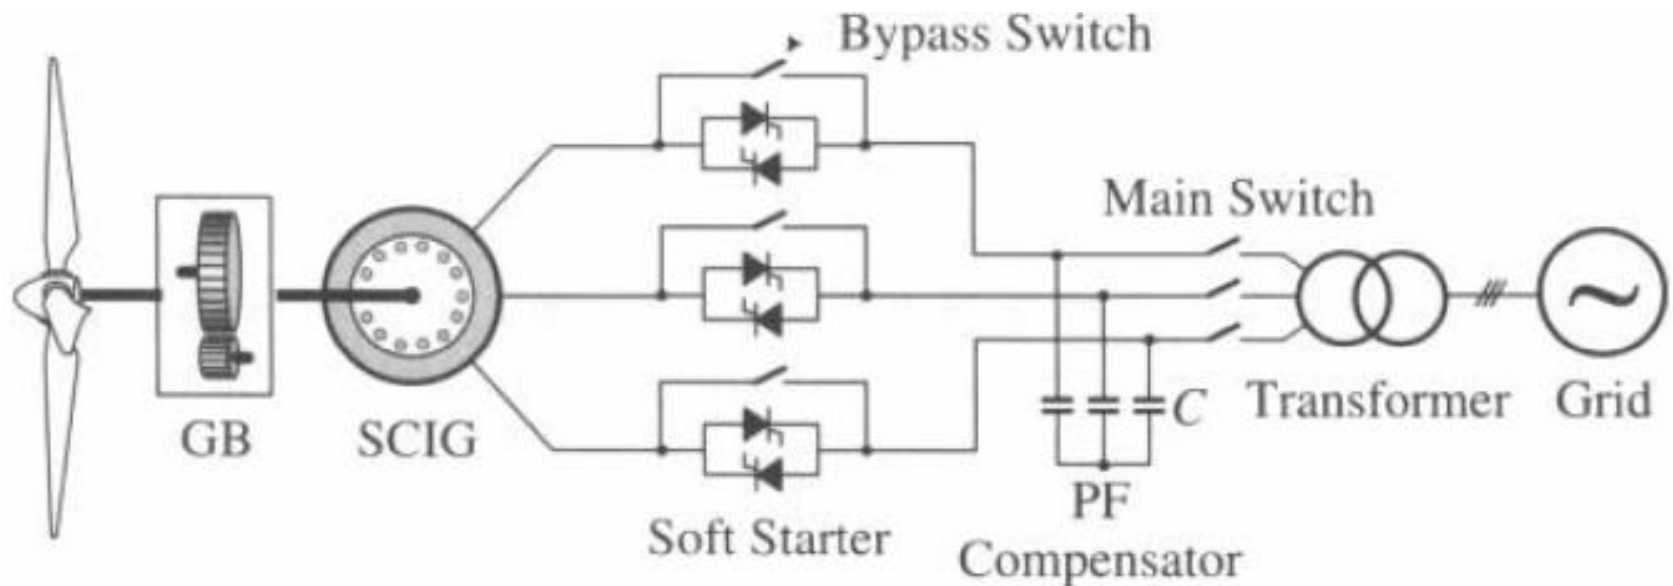 Bypass Switch
Main Switch
GB
SCIG
C
Transformer
Grid
Soft Starter
PF
Compensator